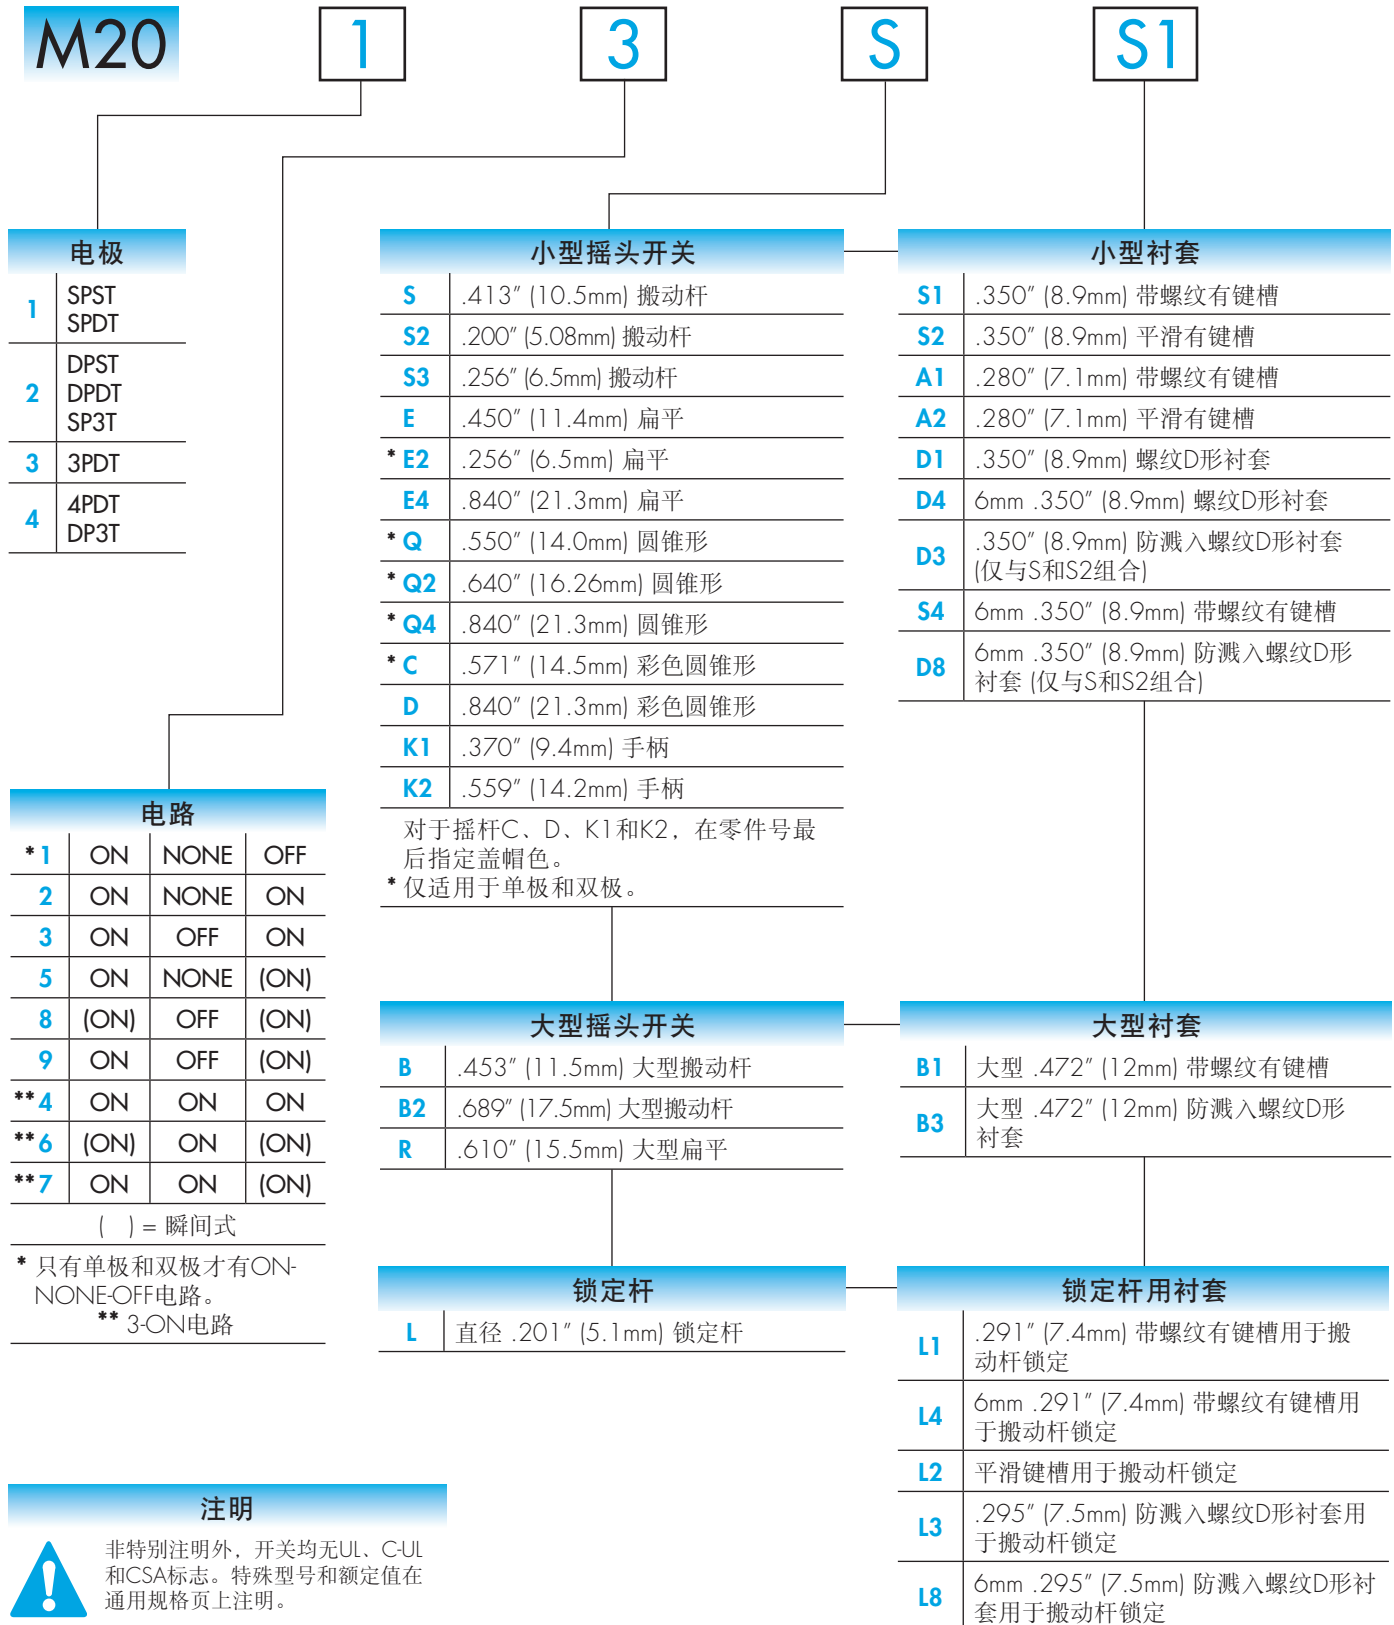 M20 1 3 S S1
电极
1 SPST
SPDT
2 DPST
DPDT
SP3T
3 3PDT
4 4PDT
DP3T
电路
*1 ON NONE OFF
2 ON NONE ON
3 ON OFF ON
5 ON NONE (ON)
8 (ON) OFF (ON)
9 ON OFF (ON)
**4 ON ON ON
**6 (ON) ON (ON)
**7 ON ON (ON)
( ) = 瞬间式
* 只有单极和双极才有ON-
NONE-OFF电路。
** 3-ON电路
小型摇头开关
S .413" (10.5mm) 搬动杆
S2 .200" (5.08mm) 搬动杆
S3 .256" (6.5mm) 搬动杆
E .450" (11.4mm) 扁平
* E2 .256" (6.5mm) 扁平
E4 .840" (21.3mm) 扁平
* Q .550" (14.0mm) 圆锥形
* Q2 .640" (16.26mm) 圆锥形
* Q4 .840" (21.3mm) 圆锥形
* C .571" (14.5mm) 彩色圆锥形
D .840" (21.3mm) 彩色圆锥形
K1 .370" (9.4mm) 手柄
K2 .559" (14.2mm) 手柄
对于摇杆C、D、K1和K2，在零件号最
后指定盖帽色。
* 仅适用于单极和双极。
小型衬套
S1 .350" (8.9mm) 带螺纹有键槽
S2 .350" (8.9mm) 平滑有键槽
A1 .280" (7.1mm) 带螺纹有键槽
A2 .280" (7.1mm) 平滑有键槽
D1 .350" (8.9mm) 螺纹D形衬套
D4 6mm .350" (8.9mm) 螺纹D形衬套
D3 .350" (8.9mm) 防溅入螺纹D形衬套
(仅与S和S2组合)
S4 6mm .350" (8.9mm) 带螺纹有键槽
D8 6mm .350" (8.9mm) 防溅入螺纹D形
衬套 (仅与S和S2组合)
大型摇头开关
B .453" (11.5mm) 大型搬动杆
B2 .689" (17.5mm) 大型搬动杆
R .610" (15.5mm) 大型扁平
大型衬套
B1 大型 .472" (12mm) 带螺纹有键槽
B3 大型 .472" (12mm) 防溅入螺纹D形
衬套
锁定杆
L 直径 .201" (5.1mm) 锁定杆
锁定杆用衬套
L1 .291" (7.4mm) 带螺纹有键槽用于搬
动杆锁定
L4 6mm .291" (7.4mm) 带螺纹有键槽用
于搬动杆锁定
L2 平滑键槽用于搬动杆锁定
L3 .295" (7.5mm) 防溅入螺纹D形衬套用
于搬动杆锁定
L8 6mm .295" (7.5mm) 防溅入螺纹D形衬
套用于搬动杆锁定
注明
非特别注明外，开关均无UL、C-UL
和CSA标志。特殊型号和额定值在
通用规格页上注明。